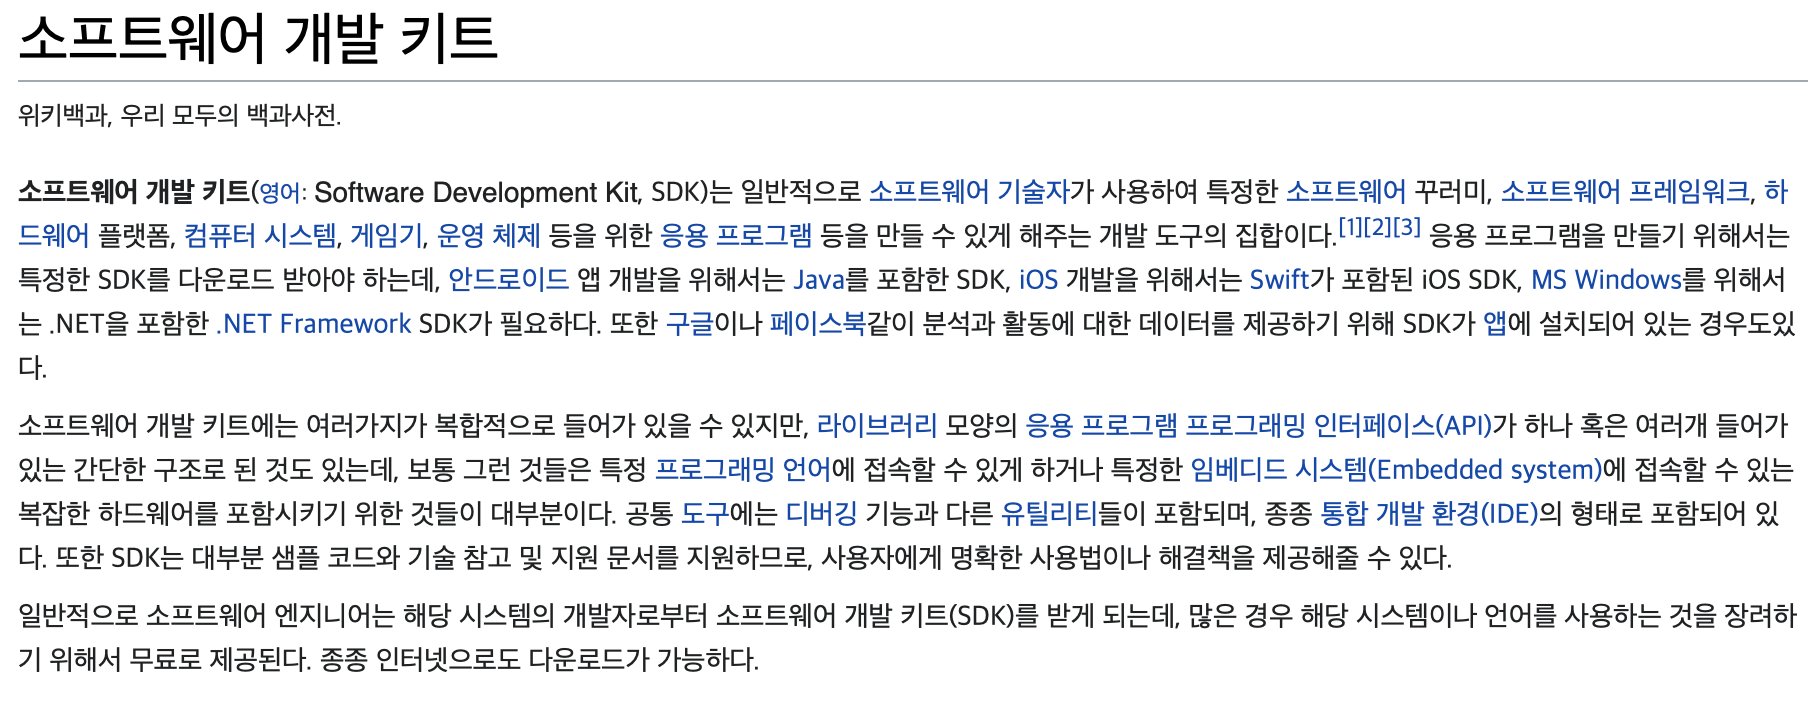 소프트웨어 개발 키트
위키백과, 우리 모두의 백과사전.
소프트웨어 개발 키트(영어: Software Development Kit, SDK)는 일반적으로 소프트웨어 기술자가 사용하여 특정한 소프트웨어 꾸러미, 소프트웨어 프레임워크, 하
드웨어 플랫폼, 컴퓨터 시스템, 게임기, 운영 체제 등을 위한 응용 프로그램 등을 만들 수 있게 해주는 개발 도구의 집합이다.[1][2][3] 응용 프로그램을 만들기 위해서는
특정한 SDK를 다운로드 받아야 하는데, 안드로이드 앱 개발을 위해서는 Java를 포함한 SDK, iOS 개발을 위해서는 Swift가 포함된 iOS SDK, MS Windows를 위해서
는 .NET을 포함한 .NET Framework SDK가 필요하다. 또한 구글이나 페이스북같이 분석과 활동에 대한 데이터를 제공하기 위해 SDK가 앱에 설치되어 있는 경우도있
다.
소프트웨어 개발 키트에는 여러가지가 복합적으로 들어가 있을 수 있지만, 라이브러리 모양의 응용 프로그램 프로그래밍 인터페이스(API)가 하나 혹은 여러개 들어가
있는 간단한 구조로 된 것도 있는데, 보통 그런 것들은 특정 프로그래밍 언어에 접속할 수 있게 하거나 특정한 임베디드 시스템(Embedded system)에 접속할 수 있는
복잡한 하드웨어를 포함시키기 위한 것들이 대부분이다. 공통 도구에는 디버깅 기능과 다른 유틸리티들이 포함되며, 종종 통합 개발 환경(IDE)의 형태로 포함되어 있
다. 또한 SDK는 대부분 샘플 코드와 기술 참고 및 지원 문서를 지원하므로, 사용자에게 명확한 사용법이나 해결책을 제공해줄 수 있다.
일반적으로 소프트웨어 엔지니어는 해당 시스템의 개발자로부터 소프트웨어 개발 키트(SDK)를 받게 되는데, 많은 경우 해당 시스템이나 언어를 사용하는 것을 장려하
기 위해서 무료로 제공된다. 종종 인터넷으로도 다운로드가 가능하다.